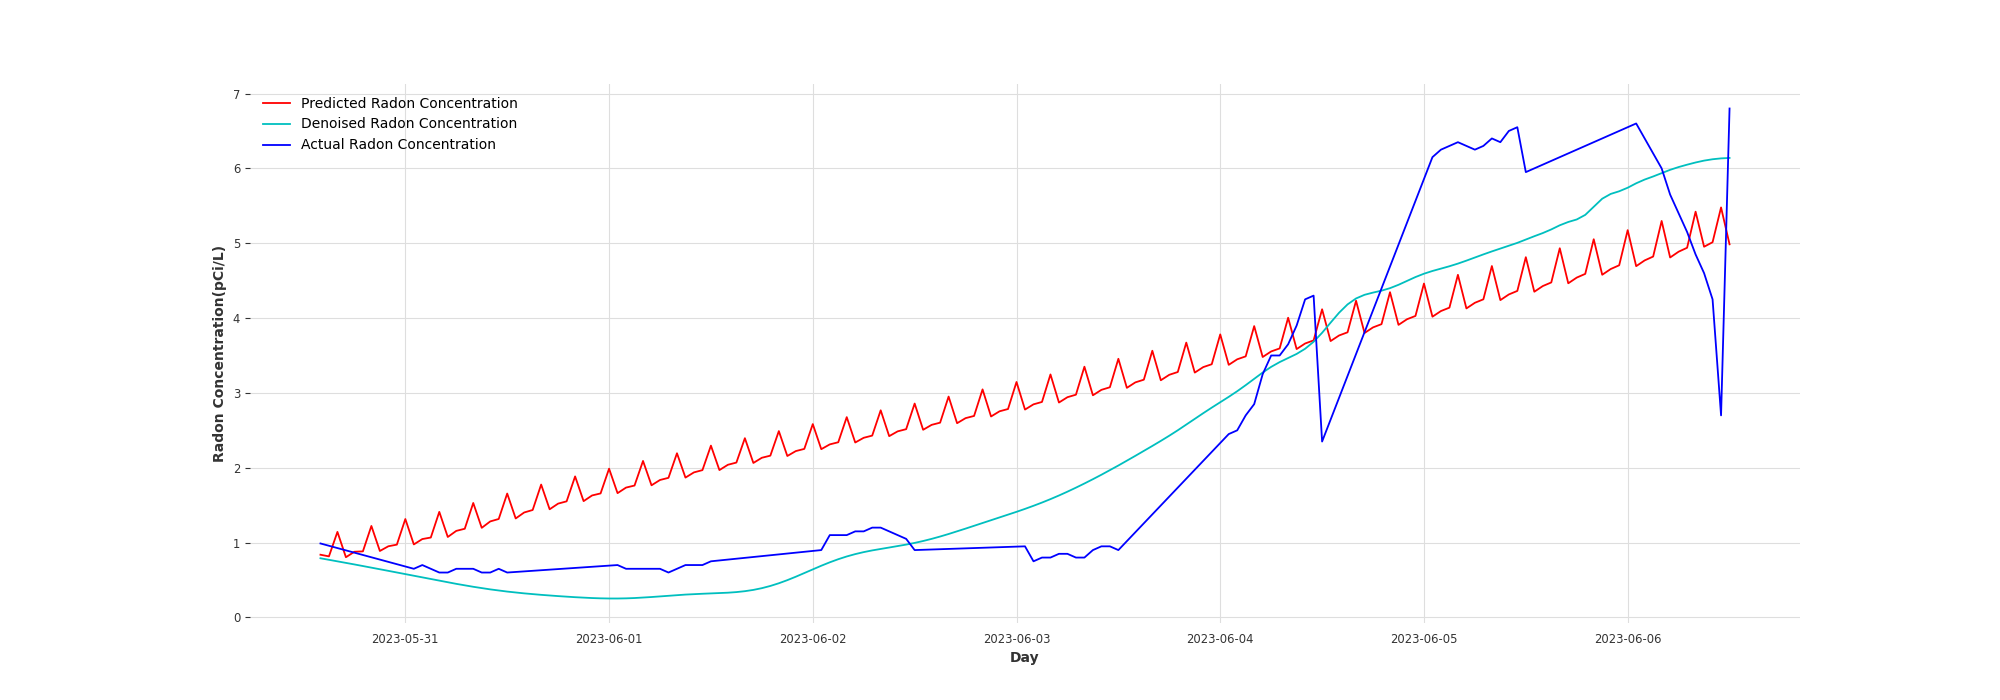 Predicted Radon Concentration
Denoised Radon Concentration
Actual Radon Concentration
Radon Concentration(pCi/L)
7
6
5
4
3
2
1
0
2023-05-31 2023-06-01 2023-06-02 2023-06-03 2023-06-04 2023-06-05 2023-06-06
Day